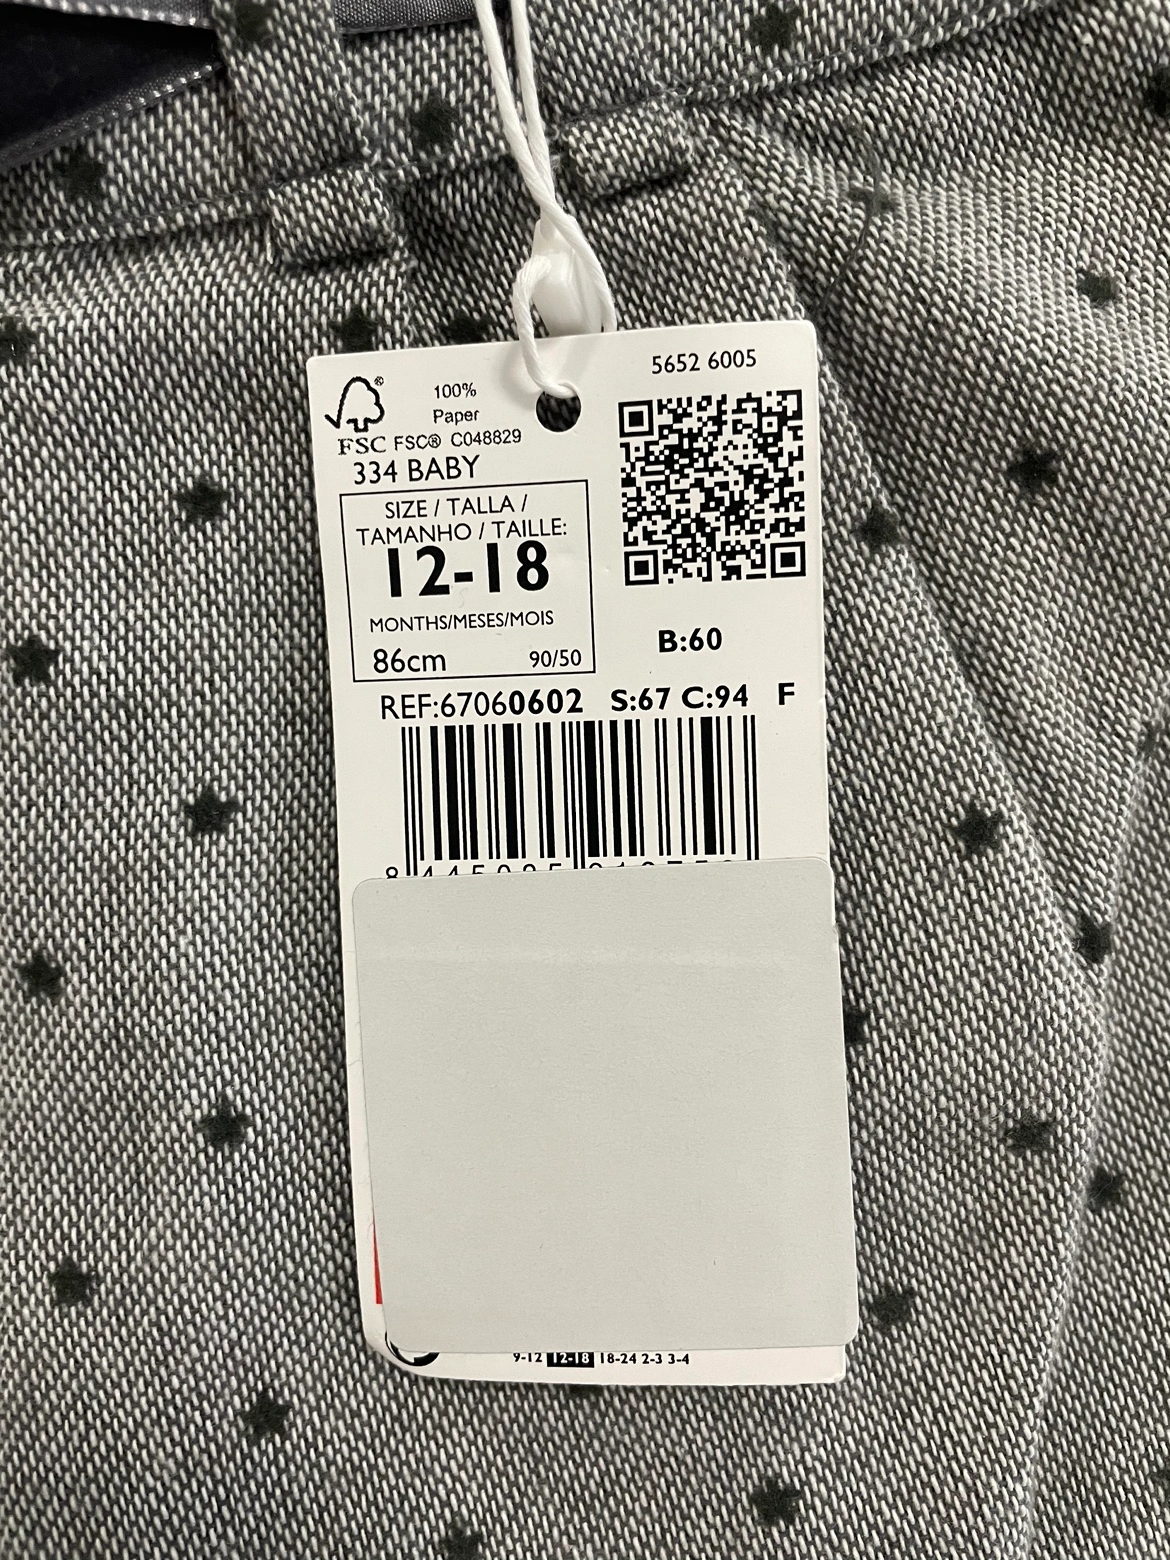 5652 6005
100%
Paper
FSC FSC® C048829
334 BABY
SIZE / TALLA /
TAMANHO / TAILLE:
12-18
MONTHS/MESES/MOIS
86cm 90/50
B:60
REF:67060602 S:67 C:94 F
9-12 12-18 18-24 2-3 3-4